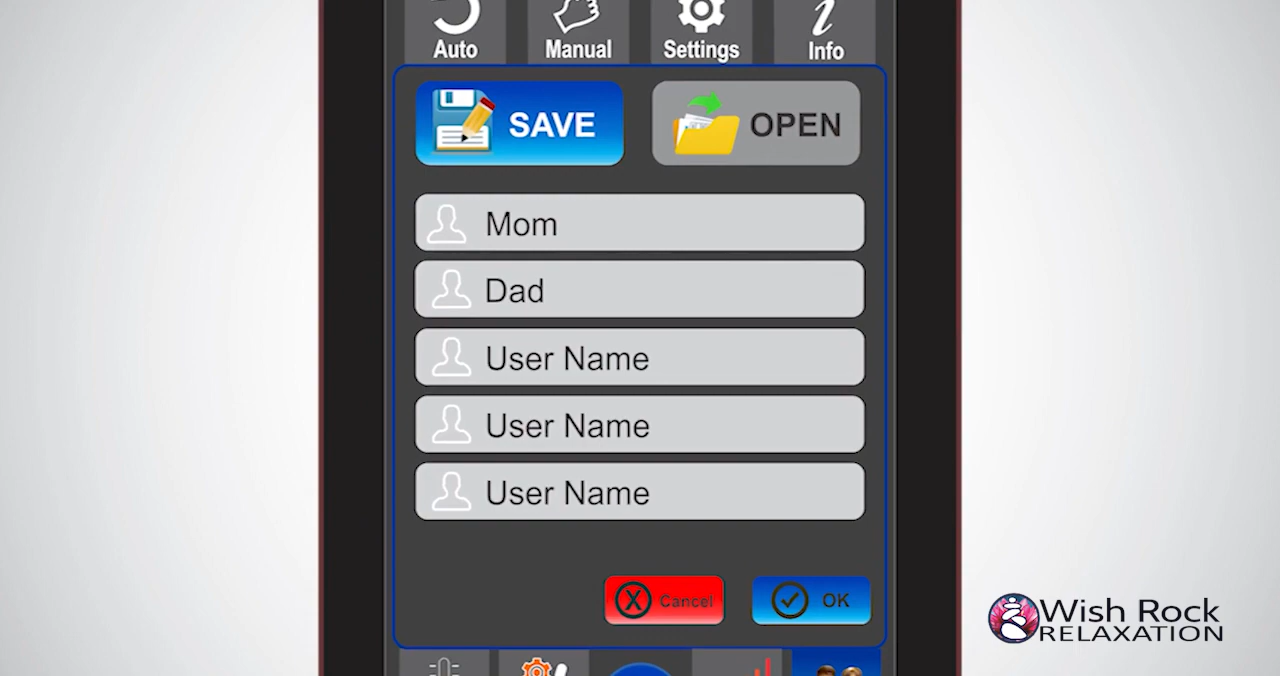 Auto
Manual
Settings
Info
SAVE
OPEN
Mom
Dad
User Name
User Name
User Name
X Cancel
OK
Wish Rock
RELAXATION